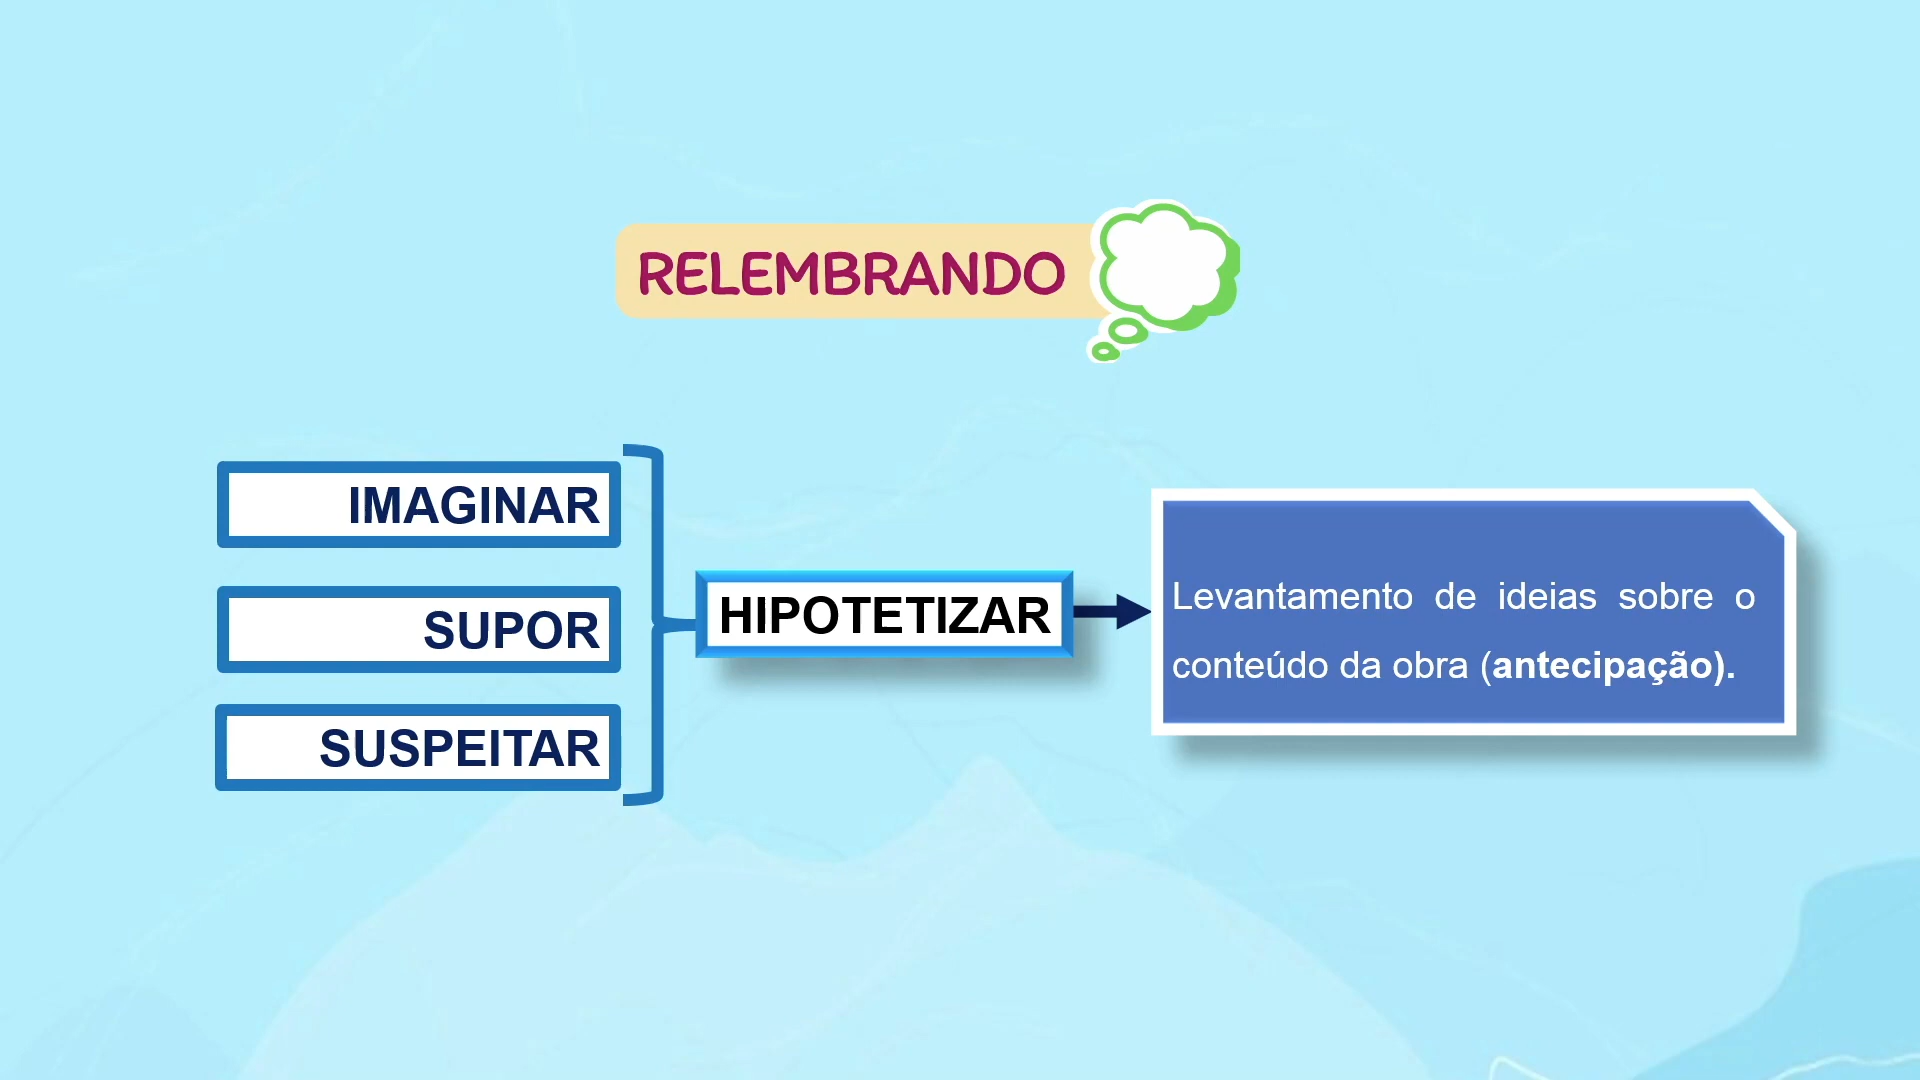 RELEMBRANDO
IMAGINAR
SUPOR
SUSPEITAR
HIPOTETIZAR
Levantamento de ideias sobre o
conteúdo da obra (antecipação).